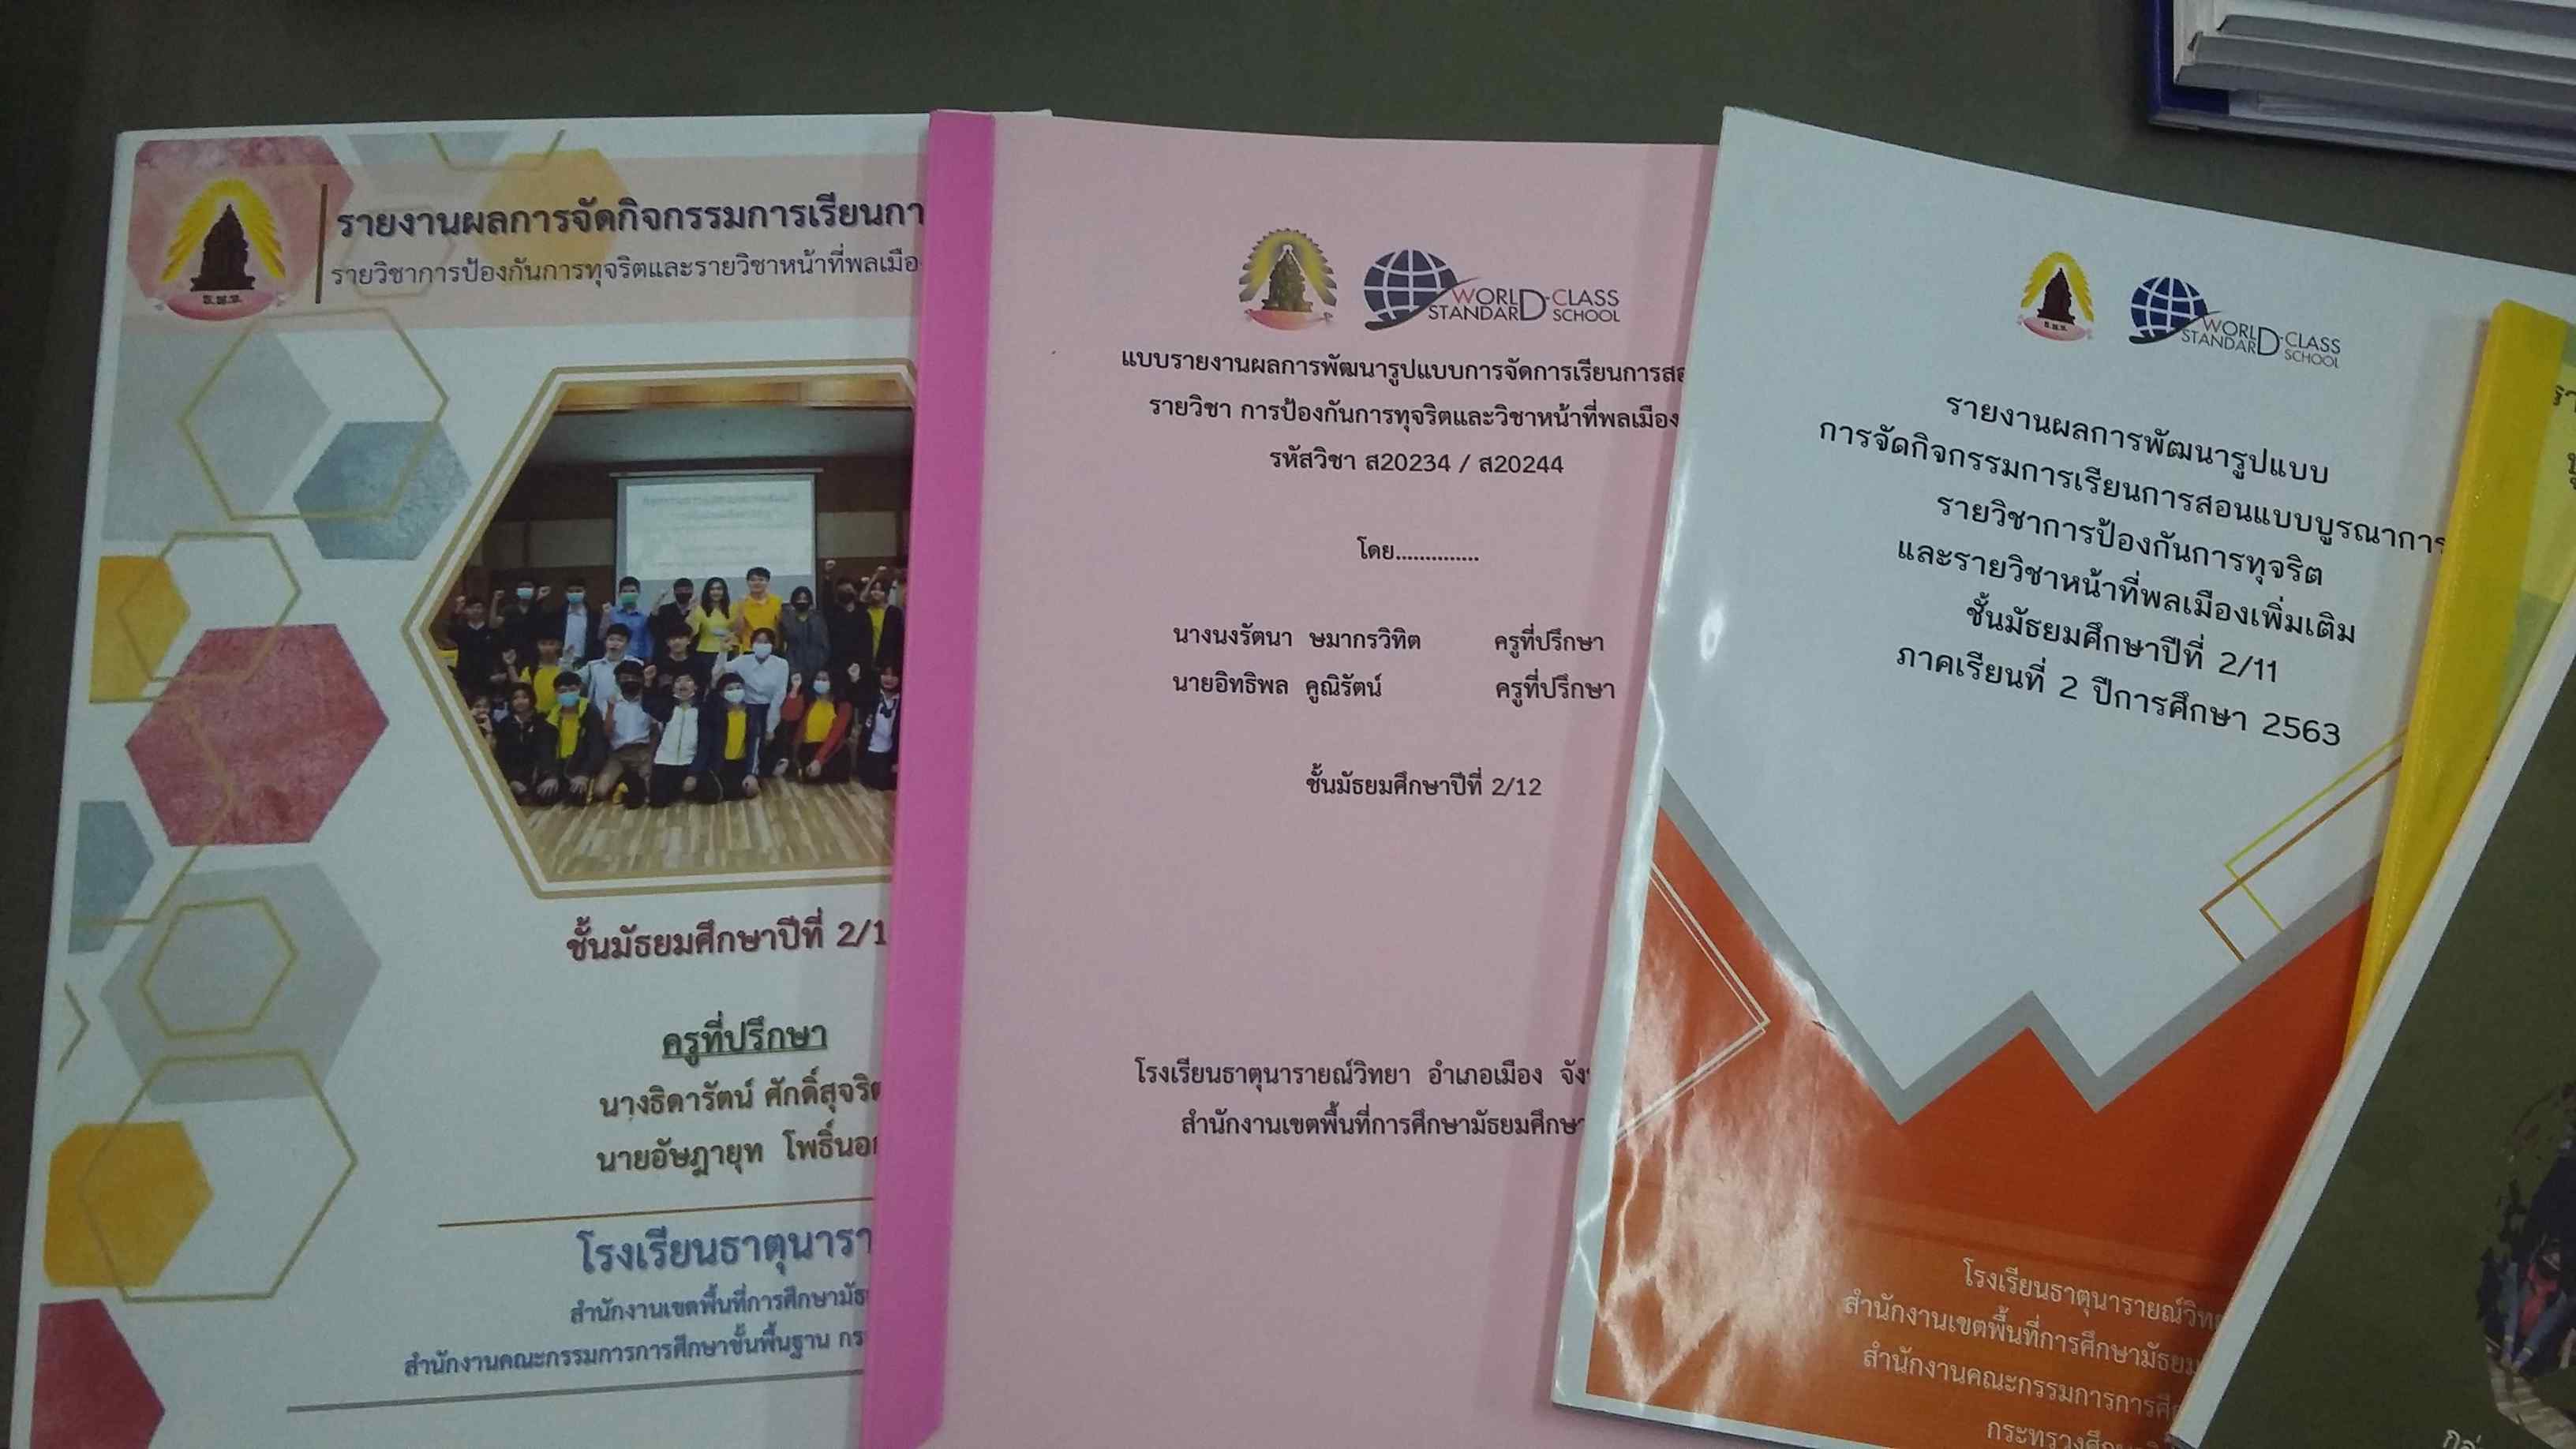 ธ.น.ว.
รายงานผลการจัดกิจกรรมการเรียนกา
รายวิชาการป้องกันการทุจริตและรายวิชาหน้าที่พลเมือ
ชั้นมัธยมศึกษาปีที่ 2/1
ครูที่ปรึกษา
นางธิดารัตน์ ศักดิ์สุจริต
นายอัษฎายุท โพธิ์นอก
โรงเรียนธาตุนารา
สำนักงานเขตพื้นที่การศึกษามัธ
สำนักงานคณะกรรมการการศึกษาขั้นพื้นฐาน กร
WORLD-CLASS
STANDARD SCHOOL
แบบรายงานผลการพัฒนารูปแบบการจัดการเรียนการสอ
รายวิชา การป้องกันการทุจริตและวิชาหน้าที่พลเมือง
รหัสวิชา ส20234 / ส20244
โดย..............
นางนงรัตนา ษมากรวิทิต ครูที่ปรึกษา
นายอิทธิพล คูณิรัตน์ ครูที่ปรึกษา
ชั้นมัธยมศึกษาปีที่ 2/12
โรงเรียนธาตุนารายณ์วิทยา อำเภอเมือง จัง
สำนักงานเขตพื้นที่การศึกษามัธยมศึกษา
ธ.น.ว.
WORLD-CLASS
STANDARD SCHOOL
รายงานผลการพัฒนารูปแบบ
การจัดกิจกรรมการเรียนการสอนแบบบูรณาการ
รายวิชาการป้องกันการทุจริต
และรายวิชาหน้าที่พลเมืองเพิ่มเติม
ชั้นมัธยมศึกษาปีที่ 2/11
ภาคเรียนที่ 2 ปีการศึกษา 2563
โรงเรียนธาตุนารายณ์วิท
สำนักงานเขตพื้นที่การศึกษามัธยม
สำนักงานคณะกรรมการการศึ
กระทรวงศึก